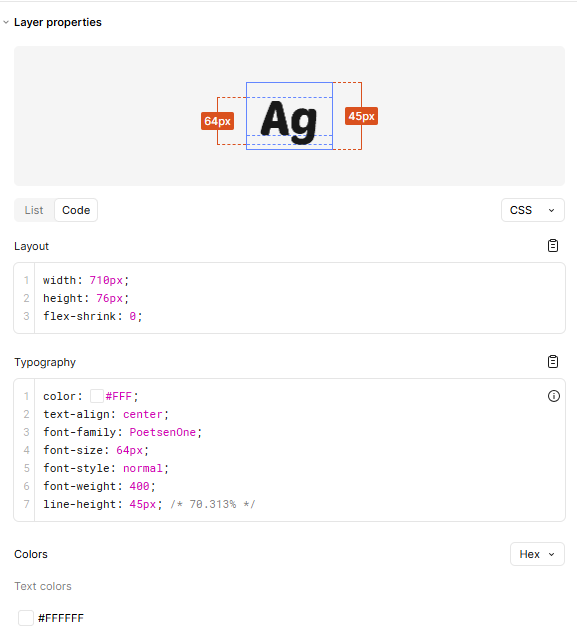 Layer properties
64px
Ag
45px
List
Code
CSS
Layout
1 width: 710px;
2 height: 76px;
3 flex-shrink: 0;
Typography
1 color: #FFF;
2 text-align: center;
3 font-family: PoetsenOne;
4 font-size: 64px;
5 font-style: normal;
6 font-weight: 400;
7 line-height: 45px; /* 70.313% */
Colors
Hex
Text colors
#FFFFFF